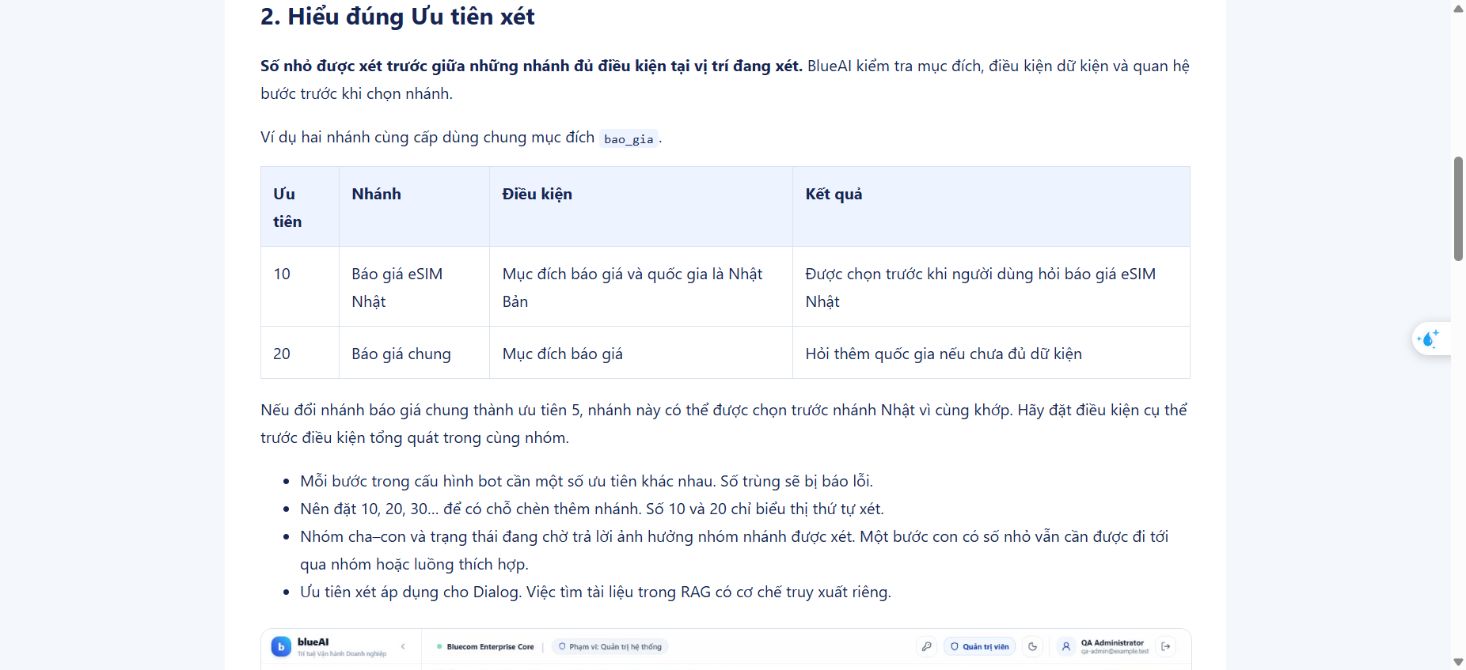 2. Hiểu đúng Ưu tiên xét
Số nhỏ được xét trước giữa những nhánh đủ điều kiện tại vị trí đang xét. BlueAI kiểm tra mục đích, điều kiện dữ kiện và quan hệ
bước trước khi chọn nhánh.
Ví dụ hai nhánh cùng cấp dùng chung mục đích bao_gia.
Ưu
tiên
Nhánh
Điều kiện
Kết quả
10
Báo giá eSIM
Nhật
Mục đích báo giá và quốc gia là Nhật
Bản
Được chọn trước khi người dùng hỏi báo giá eSIM
Nhật
20
Báo giá chung
Mục đích báo giá
Hỏi thêm quốc gia nếu chưa đủ dữ kiện
Nếu đổi nhánh báo giá chung thành ưu tiên 5, nhánh này có thể được chọn trước nhánh Nhật vì cùng khớp. Hãy đặt điều kiện cụ thể
trước điều kiện tổng quát trong cùng nhóm.
• Mỗi bước trong cấu hình bot cần một số ưu tiên khác nhau. Số trùng sẽ bị báo lỗi.
• Nên đặt 10, 20, 30... để có chỗ chèn thêm nhánh. Số 10 và 20 chỉ biểu thị thứ tự xét.
• Nhóm cha–con và trạng thái đang chờ trả lời ảnh hưởng nhóm nhánh được xét. Một bước con có số nhỏ vẫn cần được đi tới
qua nhóm hoặc luồng thích hợp.
• Ưu tiên xét áp dụng cho Dialog. Việc tìm tài liệu trong RAG có cơ chế truy xuất riêng.
b
blueAI
Trí tuệ Vận hành Doanh nghiệp
Bluecom Enterprise Core
Phạm vi: Quản trị hệ thống
Quản trị viên
QA Administrator
qa-admin@example.test